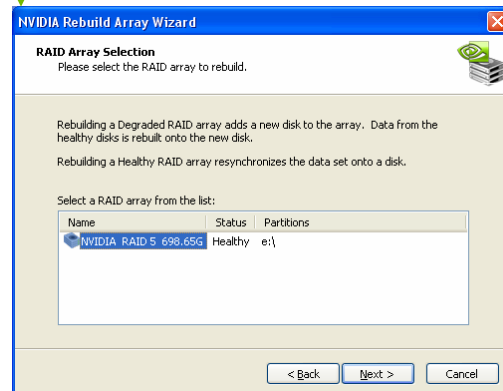 NVIDIA Rebuild Array Wizard
RAID Array Selection
Please select the RAID array to rebuild.
Rebuilding a Degraded RAID array adds a new disk to the array. Data from the
healthy disks is rebuilt onto the new disk.
Rebuilding a Healthy RAID array resynchronizes the data set onto a disk.
Select a RAID array from the list:
Name Status Partitions
NVIDIA RAID 5 698.65G Healthy e:\
< Back Next > Cancel